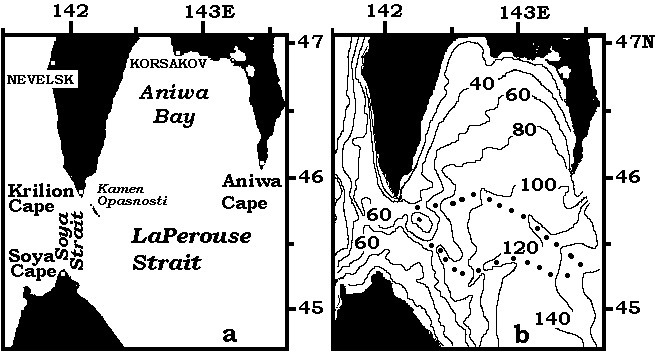 142 143E
142 143E
47
47N
NEVELSK
KORSAKOV
Aniwa
Bay
40
60
80
46
46
Krilion
Cape
Kamen
Opasnosti
Aniwa
Cape
100
Soya
Strait
60
LaPerouse
Strait
60
120
Soya
Cape
45
45
140
a
b